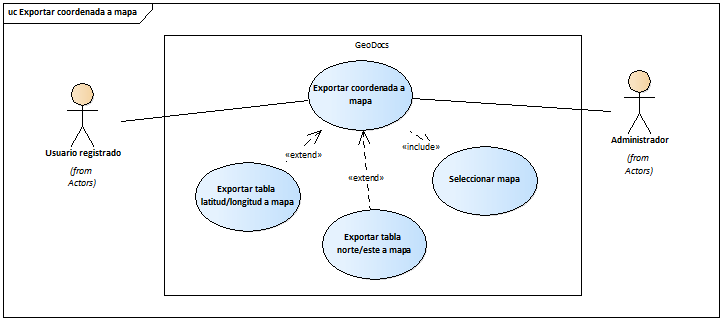 uc Exportar coordenada a mapa
GeoDocs
Exportar coordenada a
mapa
Usuario registrado
(from
Actors)
Administrador
(from
Actors)
«extend»
«include»
«extend»
Exportar tabla
latitud/longitud a mapa
Seleccionar mapa
Exportar tabla
norte/este a mapa